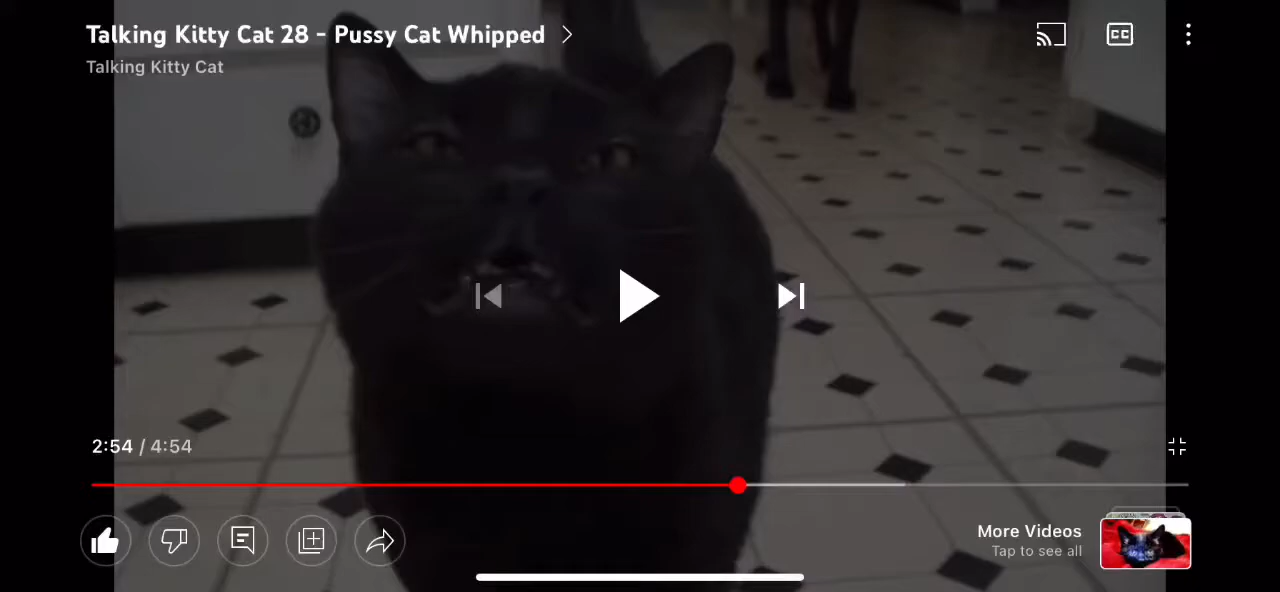 Talking Kitty Cat 28 - Pussy Cat Whipped
Talking Kitty Cat
CC
2:54 / 4:54
More Videos
Tap to see all